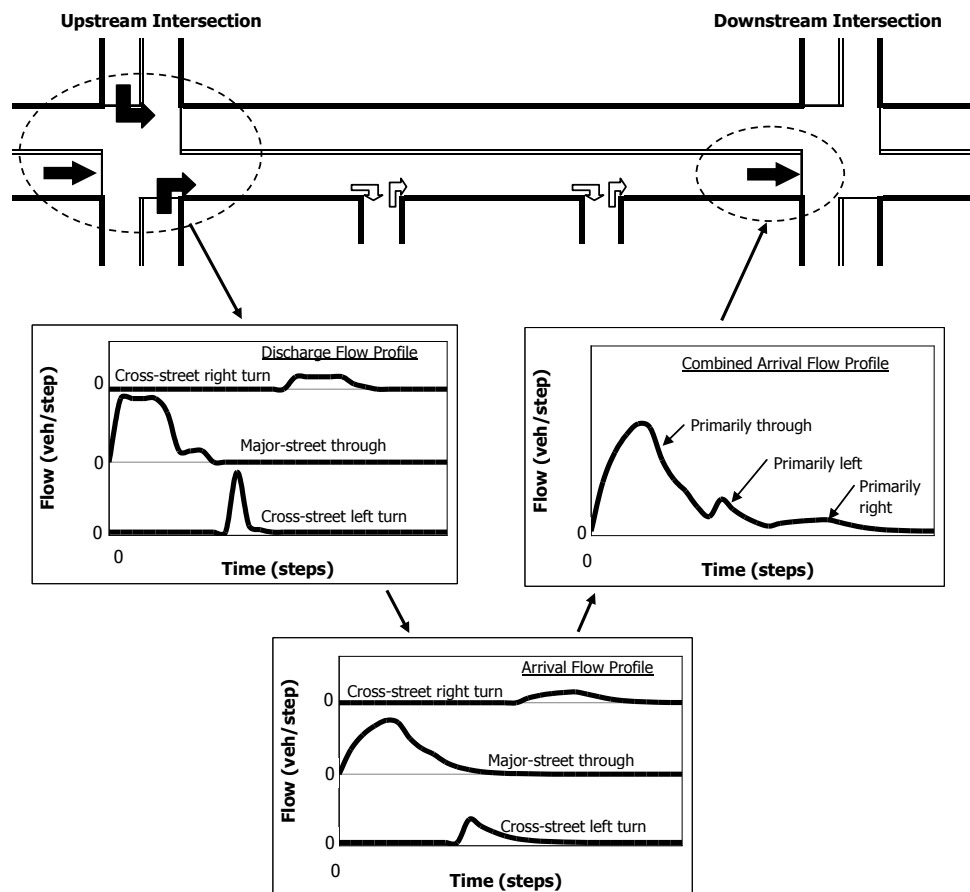 Upstream Intersection
Downstream Intersection
Discharge Flow Profile
0
Cross-street right turn
Flow (veh/step)
0
Major-street through
Cross-street left turn
0
0
Time (steps)
Combined Arrival Flow Profile
Flow (veh/step)
Primarily through
Primarily left
Primarily
right
0
0
Time (steps)
Arrival Flow Profile
0
Cross-street right turn
Flow (veh/step)
0
Major-street through
Cross-street left turn
0
0
Time (steps)